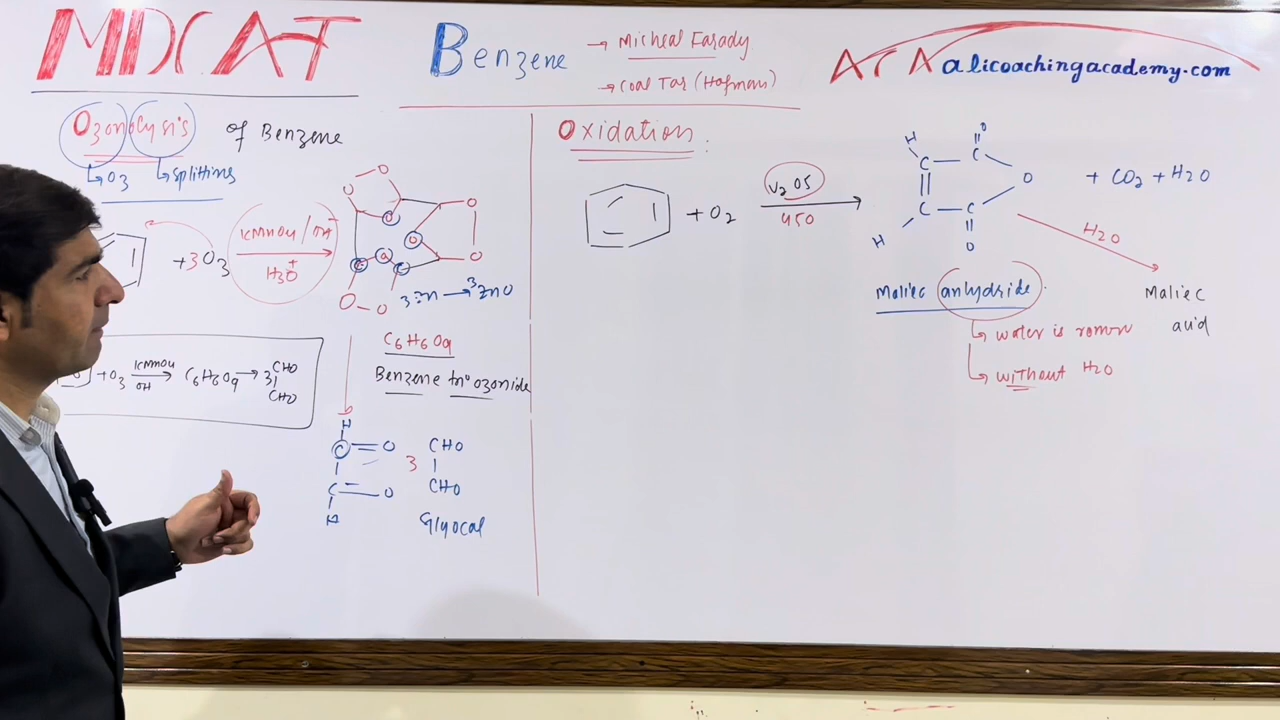 MDCAT
Benzene
→ Micheal Farady
→ Coal Tar (Hofmann)
ACA alicoachingacademy.com
Ozonolysis of Benzene
O3
splitting
+ 3O3
KMnO4 / OH
H3O+
3Zn → 3ZnO
C6H6O9
Benzene tri ozonide
+ O3 KMnO4 OH → C6H6O9 → 3 CHO
CHO
H
C = O
C = O
H
3 CHO
CHO
Glyocal
Oxidation:
+ O2
V2O5
450
H
C
C
O
O
C
C
H
O
+ CO2 + H2O
H2O
Maliec anhydride.
Maliec
acid
water is
without H2O